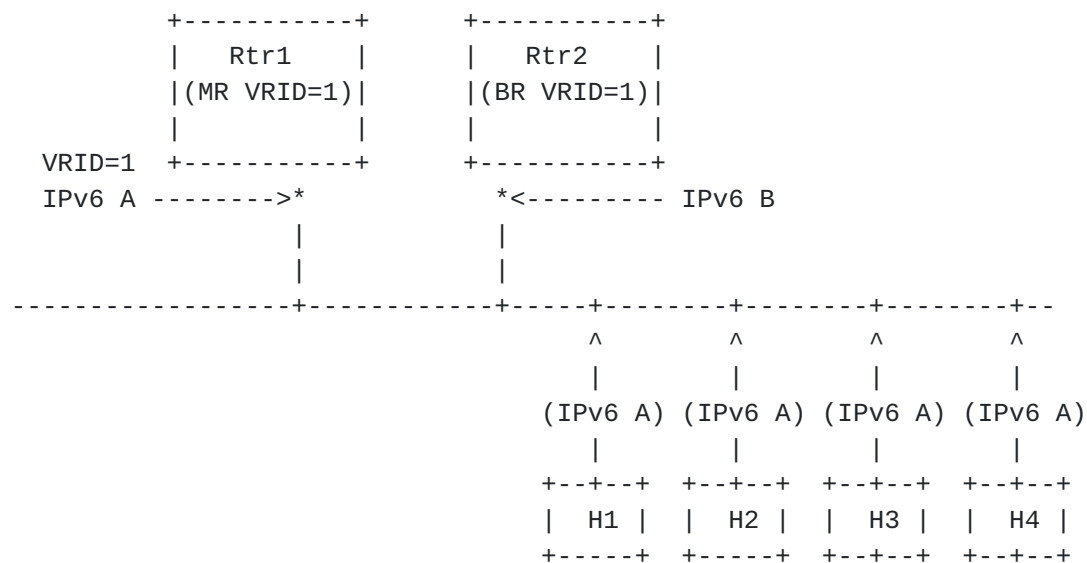 Rtr1 Rtr2
(MR VRID=1) (BR VRID=1)
VRID=1
IPv6 A -------->* *<--------- IPv6 B
(IPv6 A) (IPv6 A) (IPv6 A) (IPv6 A)
H1 H2 H3 H4